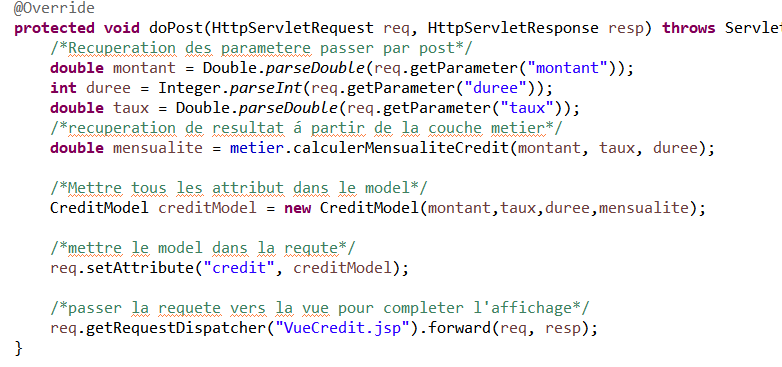 @Override
protected void doPost(HttpServletRequest req, HttpServletResponse resp) throws Servlet
/*Recuperation des parametere passer par post*/
double montant = Double.parseDouble(req.getParameter("montant"));
int duree = Integer.parseInt(req.getParameter("duree"));
double taux = Double.parseDouble(req.getParameter("taux"));
/*recuperation de resultat á partir de la couche metier*/
double mensualite = metier.calculerMensualiteCredit(montant, taux, duree);
/*Mettre tous les attribut dans le model*/
CreditModel creditModel = new CreditModel(montant,taux,duree,mensualite);
/*mettre le model dans la requte*/
req.setAttribute("credit", creditModel);
/*passer la requete vers la vue pour completer l'affichage*/
req.getRequestDispatcher("VueCredit.jsp").forward(req, resp);
}